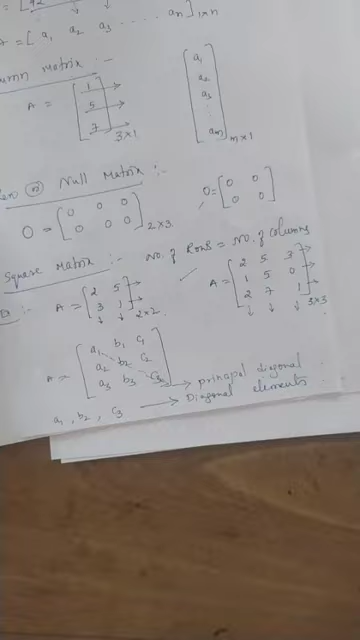 A = [ a1 a2 a3 ..... an ]1×n
Column matrix :-
A = [ 1 5 7 ]3×1 [ a1 a2 a3 ⋮ am ]m×1
Null Matrix :-
O = [ 0 0 0
0 0 0 ]2×3 , O = [ 0 0
0 0 ]
Square Matrix :- No. of Rows = No. of Columns
A = [ 2 5
3 1 ]2×2 A = [ 2 5 3
1 5 0
2 7 1 ]3×3
A = [ a1 b1 c1
a2 b2 c2
a3 b3 c3 ] → principal diagonal
a1, b2, c3 → Diagonal elements